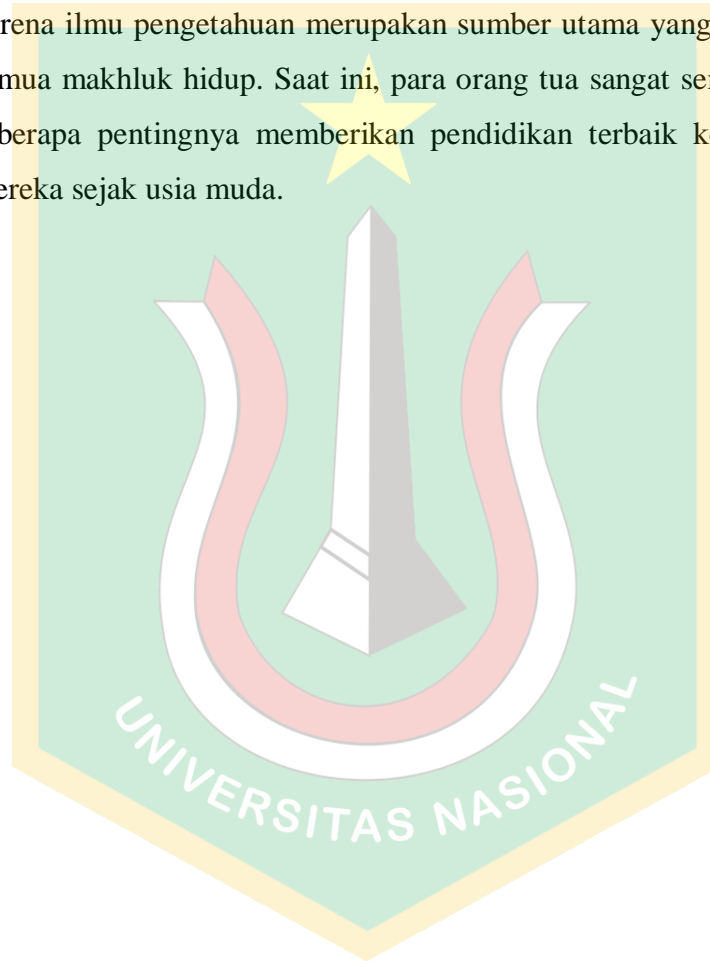 rena ilmu pengetahuan merupakan sumber utama yang
mua makhluk hidup. Saat ini, para orang tua sangat se
berapa pentingnya memberikan pendidikan terbaik k
ereka sejak usia muda.
UNIVERSITAS NASIONAL